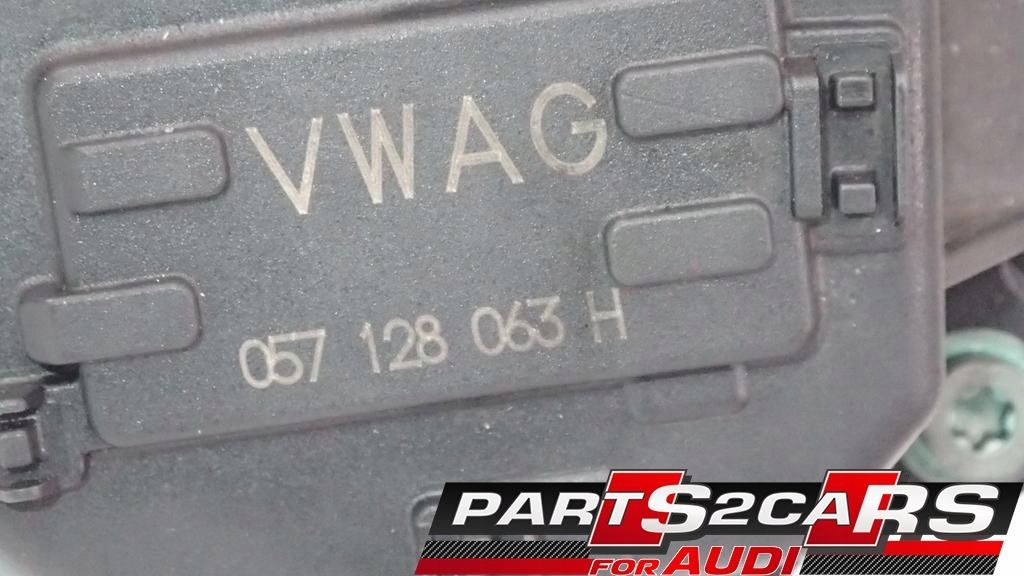 VWAG
057 128 063 H
PARTS2CARS
FOR AUDI